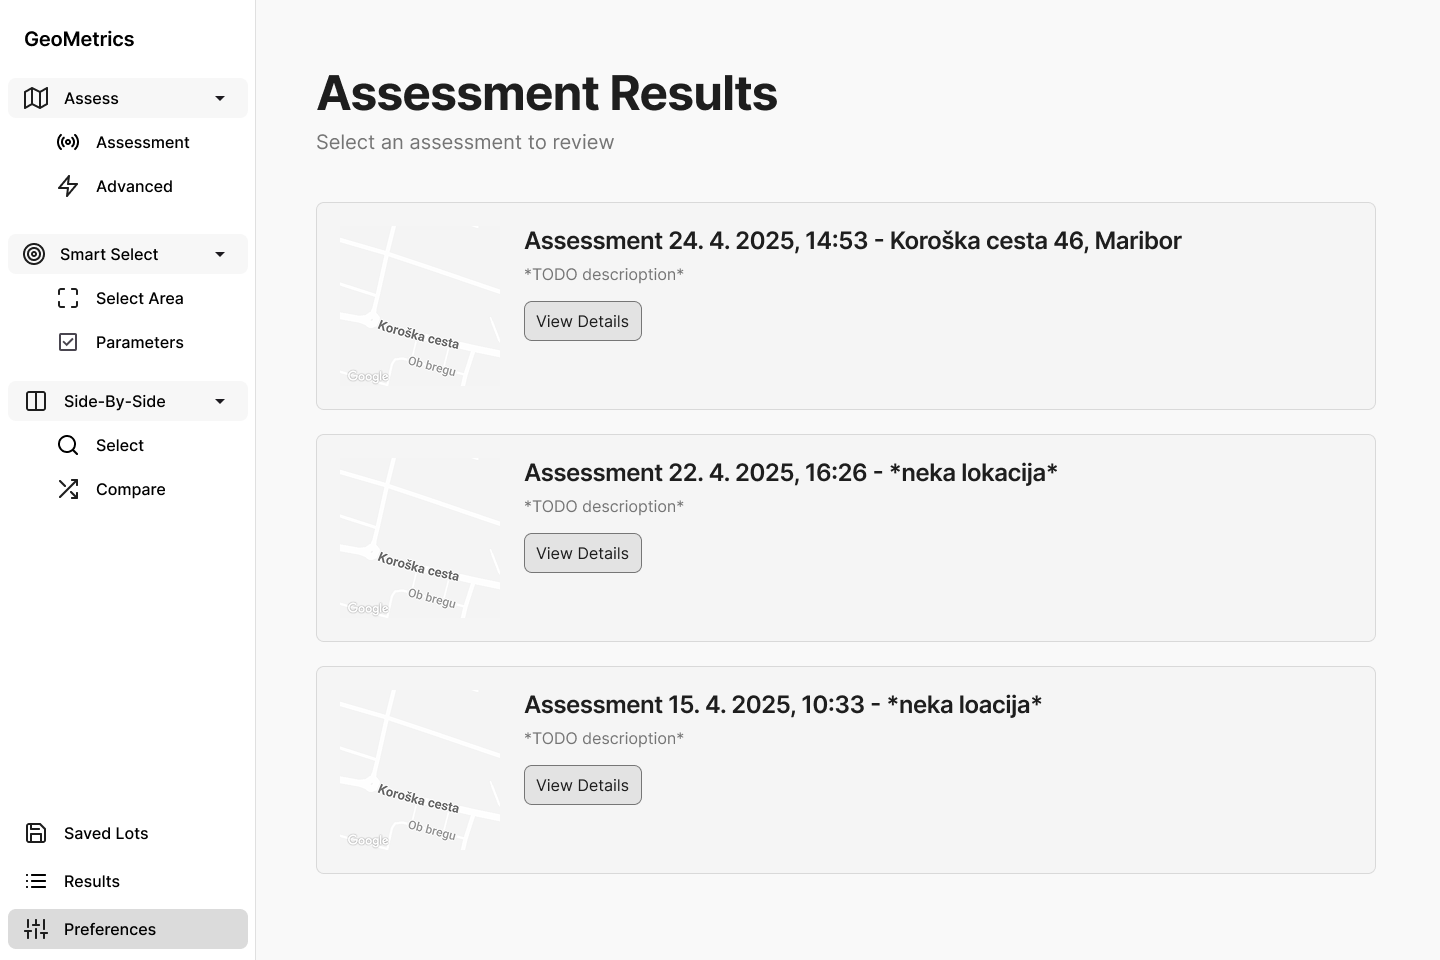 GeoMetrics
Assess
Assessment
Advanced
Smart Select
Select Area
Parameters
Side-By-Side
Select
Compare
Saved Lots
Results
Preferences
Assessment Results
Select an assessment to review
Assessment 24. 4. 2025, 14:53 - Koroška cesta 46, Maribor
*TODO descrioption*
View Details
Koroška cesta
Ob bregu
Google
Assessment 22. 4. 2025, 16:26 - *neka lokacija*
*TODO descrioption*
View Details
Koroška cesta
Ob bregu
Google
Assessment 15. 4. 2025, 10:33 - *neka loacija*
*TODO descrioption*
View Details
Koroška cesta
Ob bregu
Google